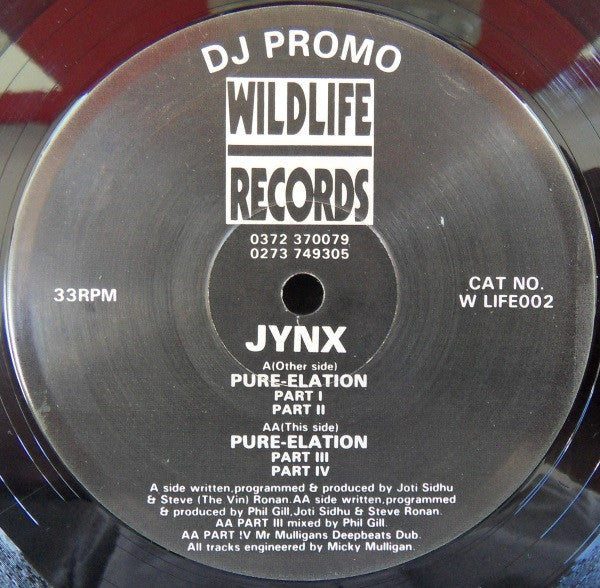 DJ PROMO
WILDLIFE
RECORDS
0372 370079
0273 749305
33RPM
CAT NO.
W LIFE002
JYNX
A(Other side)
PURE-ELATION
PART I
PART II
AA(This side)
PURE-ELATION
PART III
PART IV
A side written,programmed & produced by Joti Sidhu
& Steve (The Vin) Ronan.AA side written,programmed
& produced by Phil Gill,Joti Sidhu & Steve Ronan.
AA PART III mixed by Phil Gill.
AA PART !V Mr Mulligans Deepbeats Dub.
All tracks engineered by Micky Mulligan.